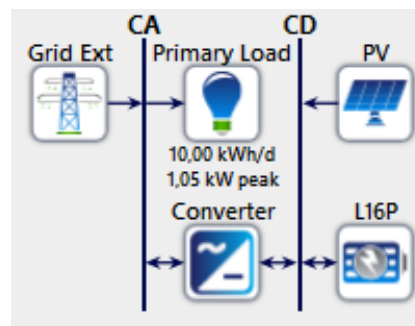 CA CD
Grid Ext Primary Load PV
10,00 kWh/d
1,05 kW peak
Converter L16P